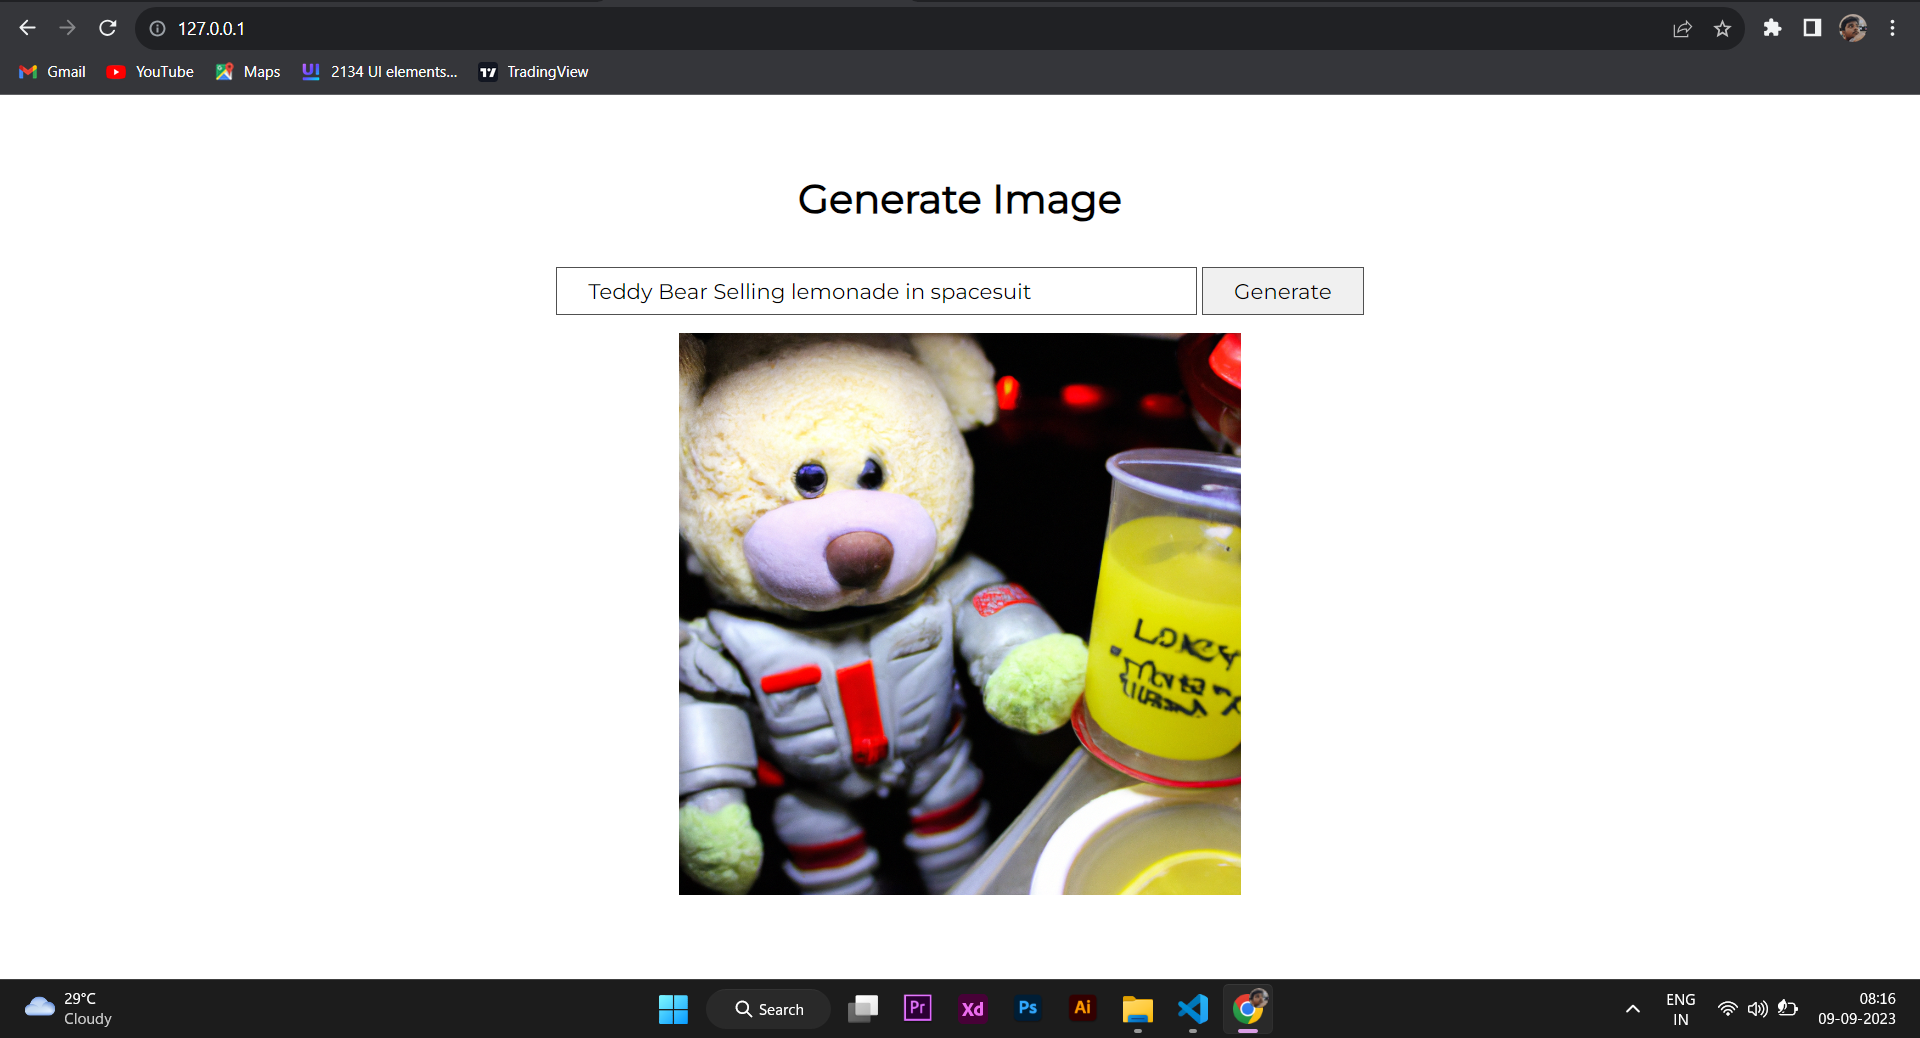 127.0.0.1
Gmail
YouTube
Maps
2134 UI elements...
TradingView
Generate Image
Teddy Bear Selling lemonade in spacesuit
Generate
29°C
Cloudy
Search
Pr
Xd
Ps
Ai
ENG
IN
08:16
09-09-2023